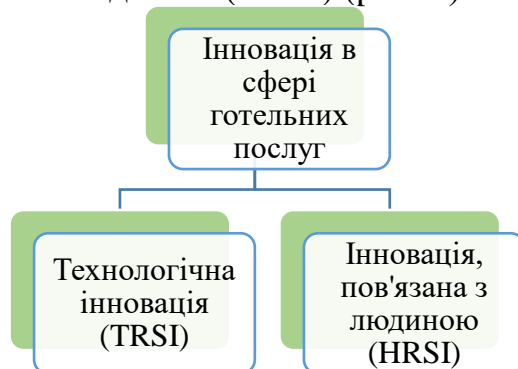 Інновація в
сфері
готельних
послуг
Технологічна
інновація
(TRSI)
Інновація,
пов'язана з
людиною
(HRSI)